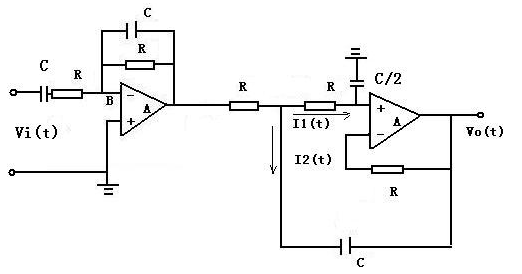 C
C
R
R
B
-
A
+
Vi(t)
R
R
C/2
I1(t)
I2(t)
+
A
-
Vo(t)
R
C